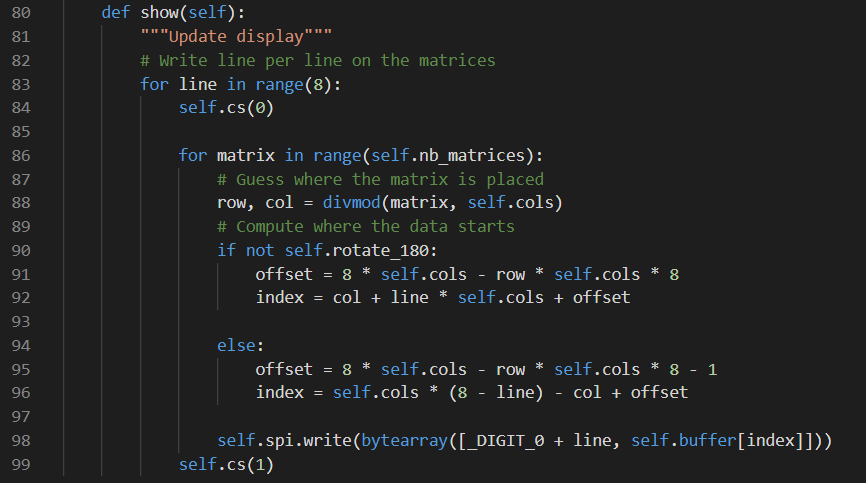 80 def show(self):
81 """Update display"""
82 # Write line per line on the matrices
83 for line in range(8):
84 self.cs(0)
85
86 for matrix in range(self.nb_matrices):
87 # Guess where the matrix is placed
88 row, col = divmod(matrix, self.cols)
89 # Compute where the data starts
90 if not self.rotate_180:
91 offset = 8 * self.cols - row * self.cols * 8
92 index = col + line * self.cols + offset
93
94 else:
95 offset = 8 * self.cols - row * self.cols * 8 - 1
96 index = self.cols * (8 - line) - col + offset
97
98 self.spi.write(bytearray([_DIGIT_0 + line, self.buffer[index]]))
99 self.cs(1)